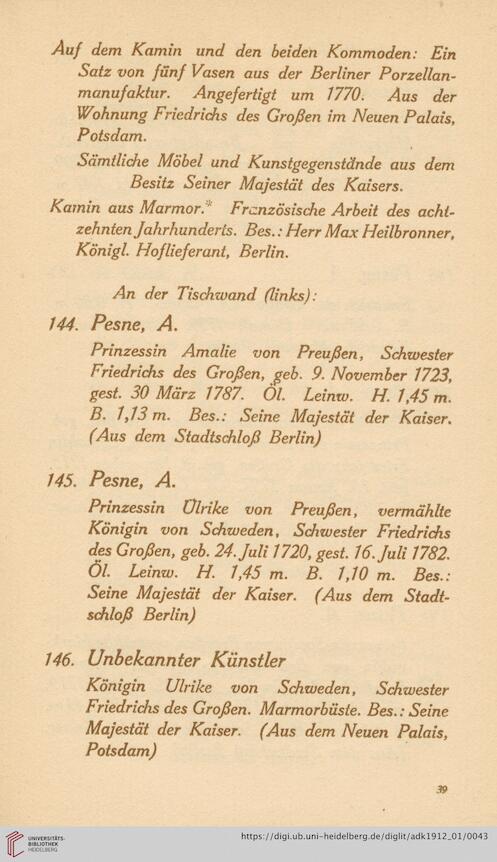 Auf dem Kamin und den beiden Kommoden: Ein
Satz von fünf Vasen aus der Berliner Porzellan-
manufaktur. Angefertigt um 1770. Aus der
Wohnung Friedrichs des Großen im Neuen Palais,
Potsdam.
Sämtliche Möbel und Kunstgegenstände aus dem
Besitz Seiner Majestät des Kaisers.
Kamin aus Marmor.* Französische Arbeit des acht-
zehnten Jahrhunderts. Bes.: Herr Max Heilbronner,
Königl. Hoflieferant, Berlin.
An der Tischwand (links):
144. Pesne, A.
Prinzessin Amalie von Preußen, Schwester
Friedrichs des Großen, geb. 9. November 1723,
gest. 30 März 1787. Öl. Leinw. H. 1,45 m.
B. 1,13 m. Bes.: Seine Majestät der Kaiser.
(Aus dem Stadtschloß Berlin)
145. Pesne, A.
Prinzessin Ülrike von Preußen, vermählte
Königin von Schweden, Schwester Friedrichs
des Großen, geb. 24. Juli 1720, gest. 16. Juli 1782.
Öl. Leinw. H. 1,45 m. B. 1,10 m. Bes.:
Seine Majestät der Kaiser. (Aus dem Stadt-
schloß Berlin)
146. Unbekannter Künstler
Königin Ulrike von Schweden, Schwester
Friedrichs des Großen. Marmorbüste. Bes.: Seine
Majestät der Kaiser. (Aus dem Neuen Palais,
Potsdam)
39
UNIVERSITÄTS-
BIBLIOTHEK
HEIDELBERG
https://digi.ub.uni-heidelberg.de/diglit/adk1912_01/0043